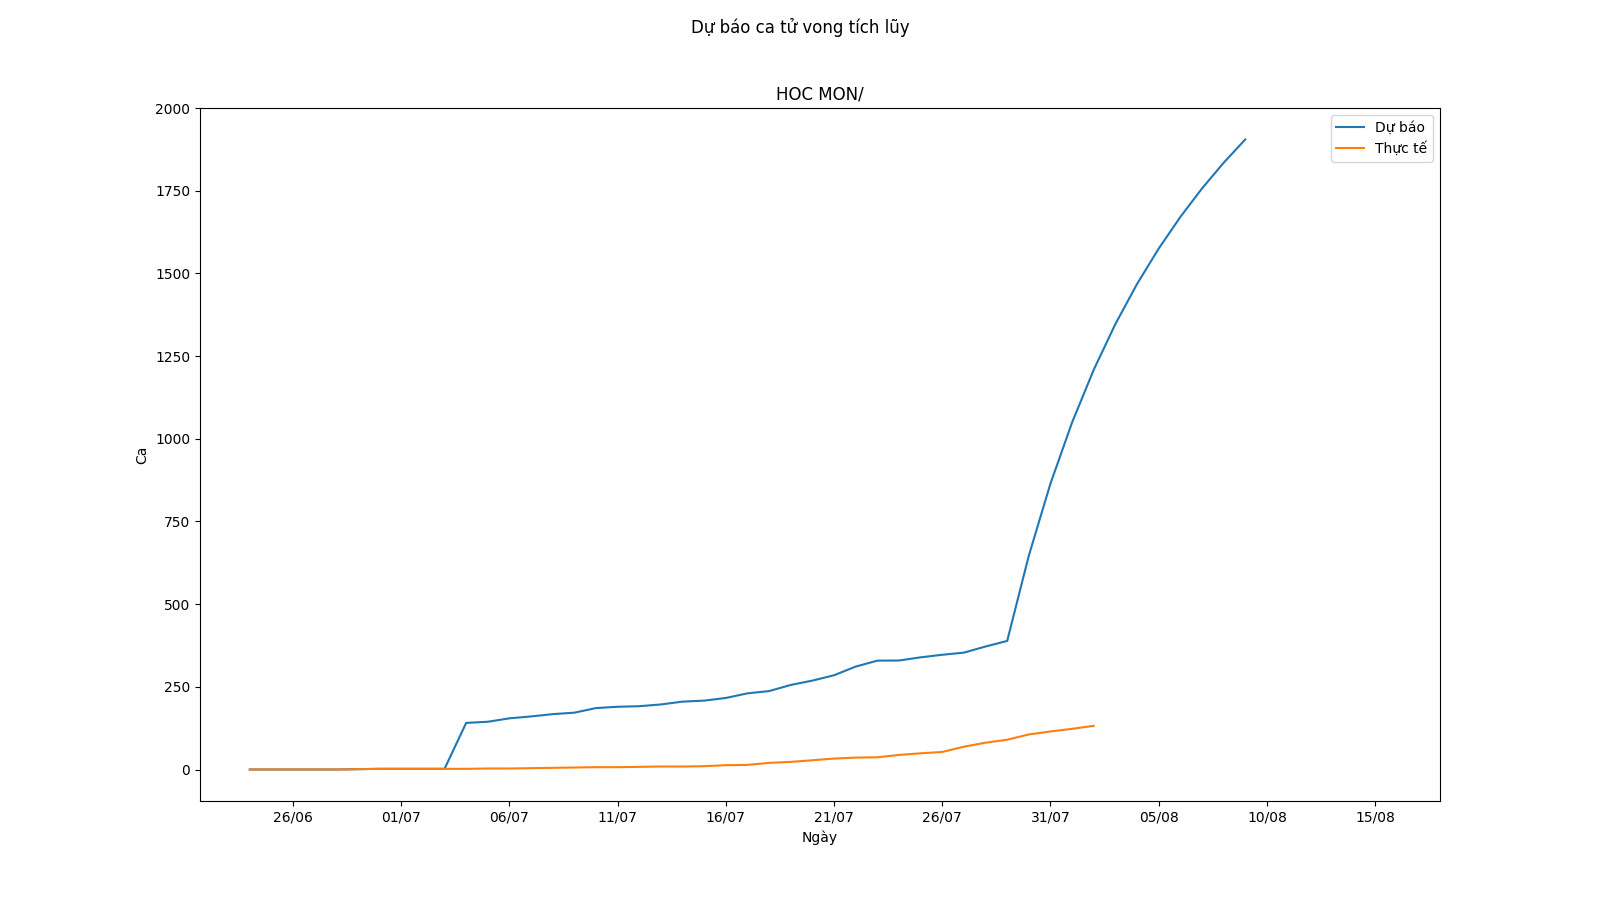 Dự báo ca tử vong tích lũy
HOC MON/
2000
1750
1500
1250
1000
750
500
250
0
Ca
Dự báo
Thực tế
26/06 01/07 06/07 11/07 16/07 21/07 26/07 31/07 05/08 10/08 15/08
Ngày